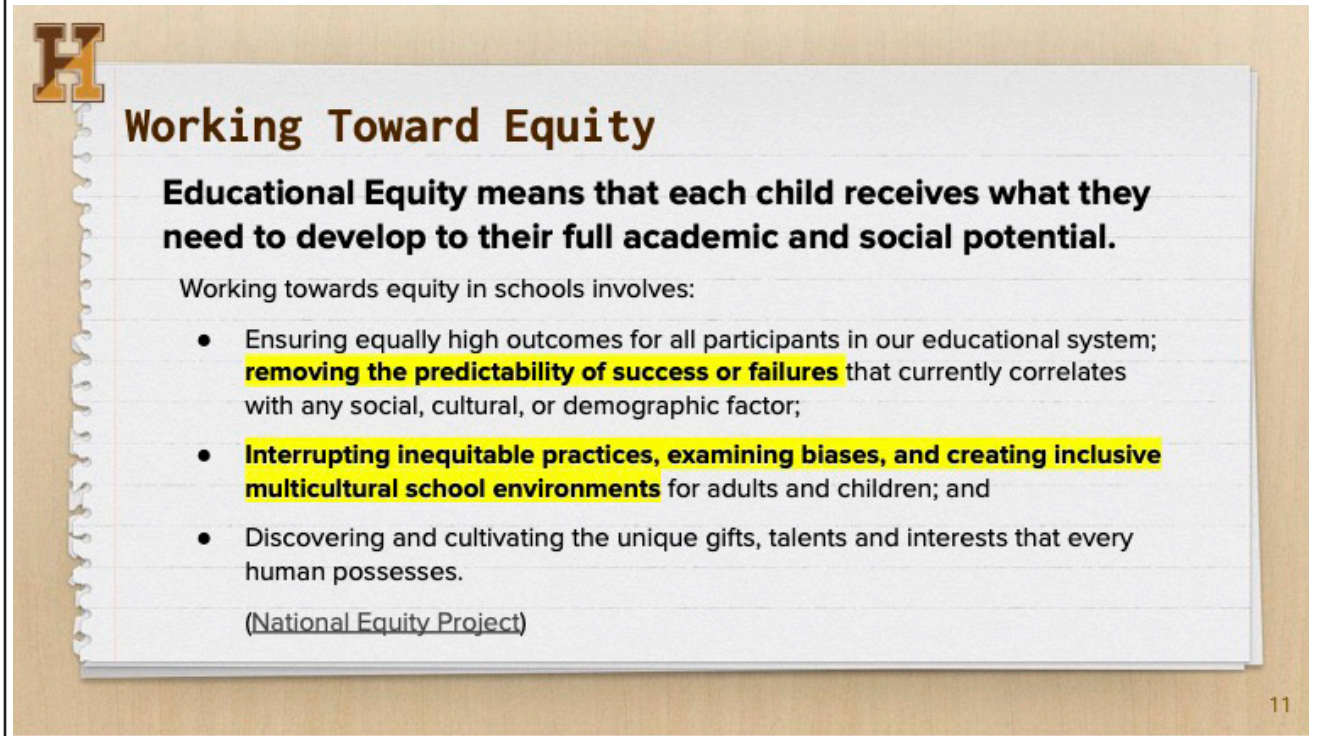 H
Working Toward Equity
Educational Equity means that each child receives what they
need to develop to their full academic and social potential.
Working towards equity in schools involves:
● Ensuring equally high outcomes for all participants in our educational system;
removing the predictability of success or failures that currently correlates
with any social, cultural, or demographic factor;
● Interrupting inequitable practices, examining biases, and creating inclusive
multicultural school environments for adults and children; and
● Discovering and cultivating the unique gifts, talents and interests that every
human possesses.
(National Equity Project)
11